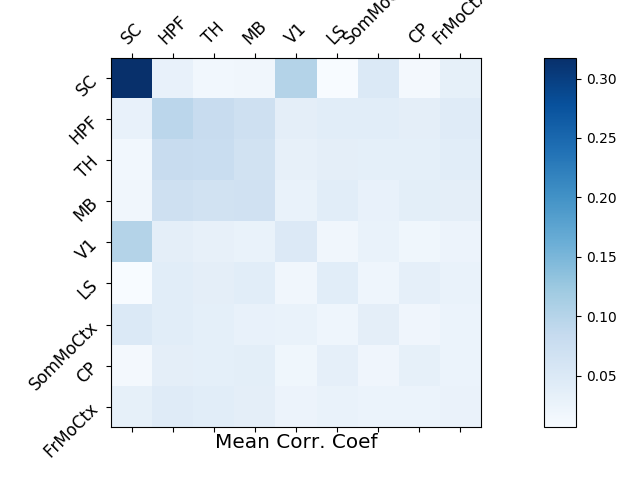 SC HPF TH MB V1 LS SomMoCtx CP FrMoCtx
SC
HPF
TH
MB
V1
LS
SomMoCtx
CP
FrMoCtx
Mean Corr. Coef
0.30
0.25
0.20
0.15
0.10
0.05